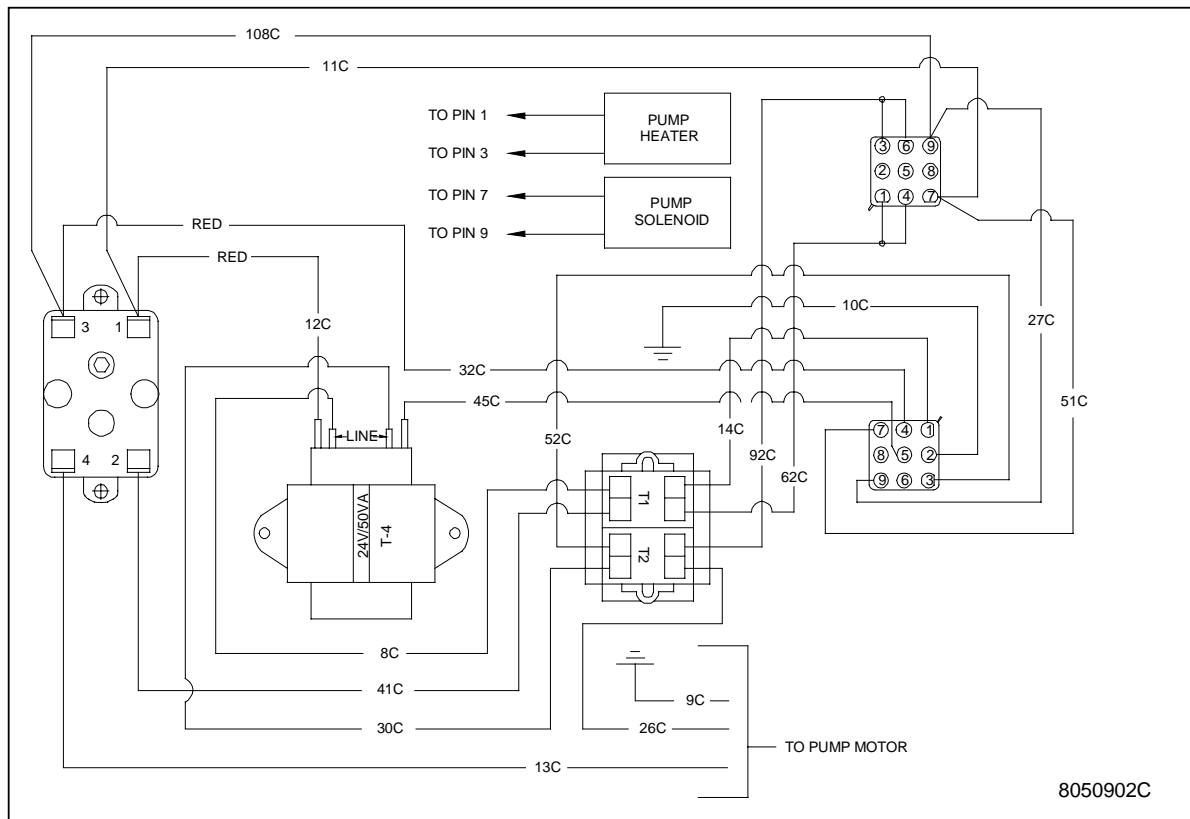 108C
11C
TO PIN 1
TO PIN 3
PUMP
HEATER
TO PIN 7
TO PIN 9
PUMP
SOLENOID
3 6 9
2 5 8
1 4 7
RED
RED
3 1
4 2
12C
10C
27C
32C
45C
51C
LINE
52C
14C
92C
62C
7 4 1
8 5 2
9 6 3
24V/50VA
T-4
T1
T2
8C
41C
30C
9C
26C
13C
TO PUMP MOTOR
8050902C